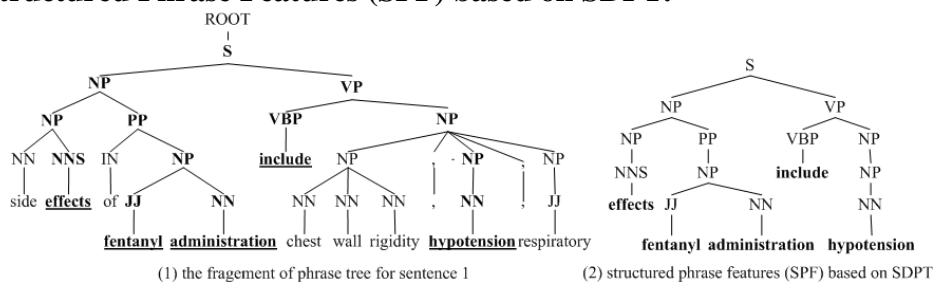 tructured Phrase Features (SPF) based on SDPT.
ROOT
S
NP VP
NP PP VBP NP
NN NNS IN NP include NP , NP , NP
side effects of JJ NN NN NN NN , NN ; JJ
fentanyl administration chest wall rigidity hypotension respiratory
(1) the fragement of phrase tree for sentence 1
S
NP VP
NP PP VBP NP
NNS NP include NP
effects JJ NN NN
fentanyl administration hypotension
(2) structured phrase features (SPF) based on SDPT